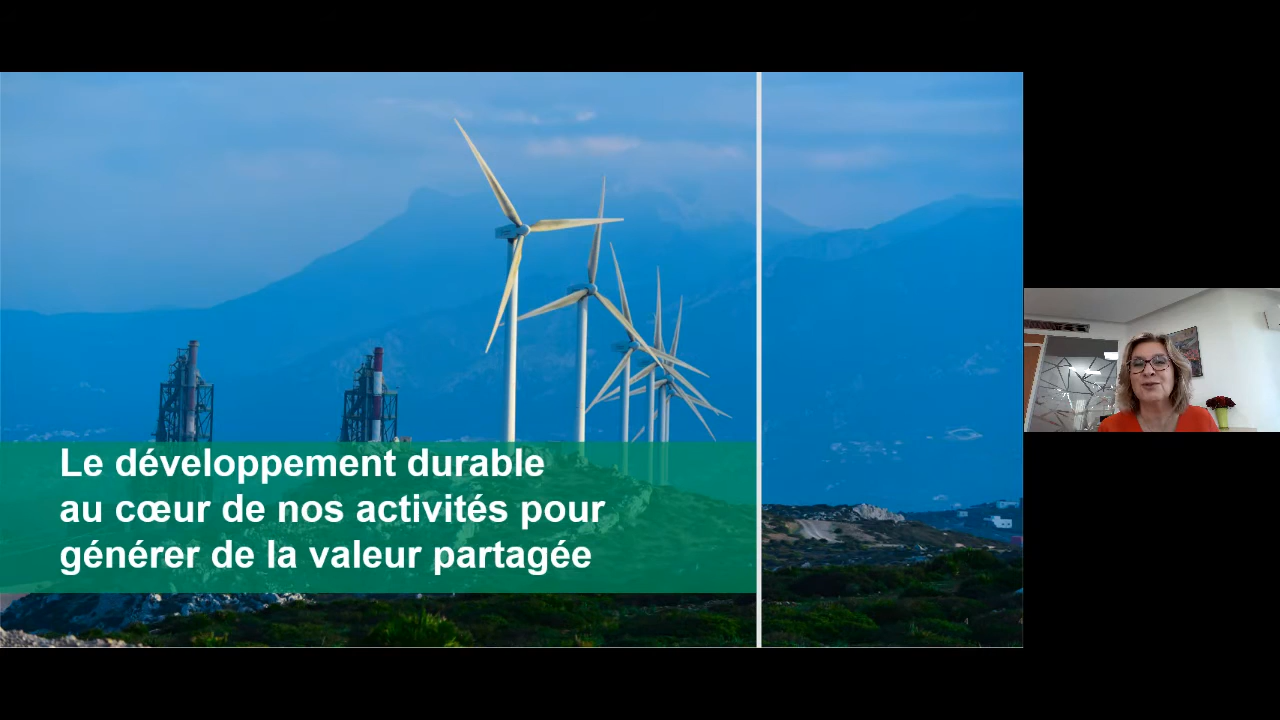 Le développement durable
au cœur de nos activités pour
générer de la valeur partagée